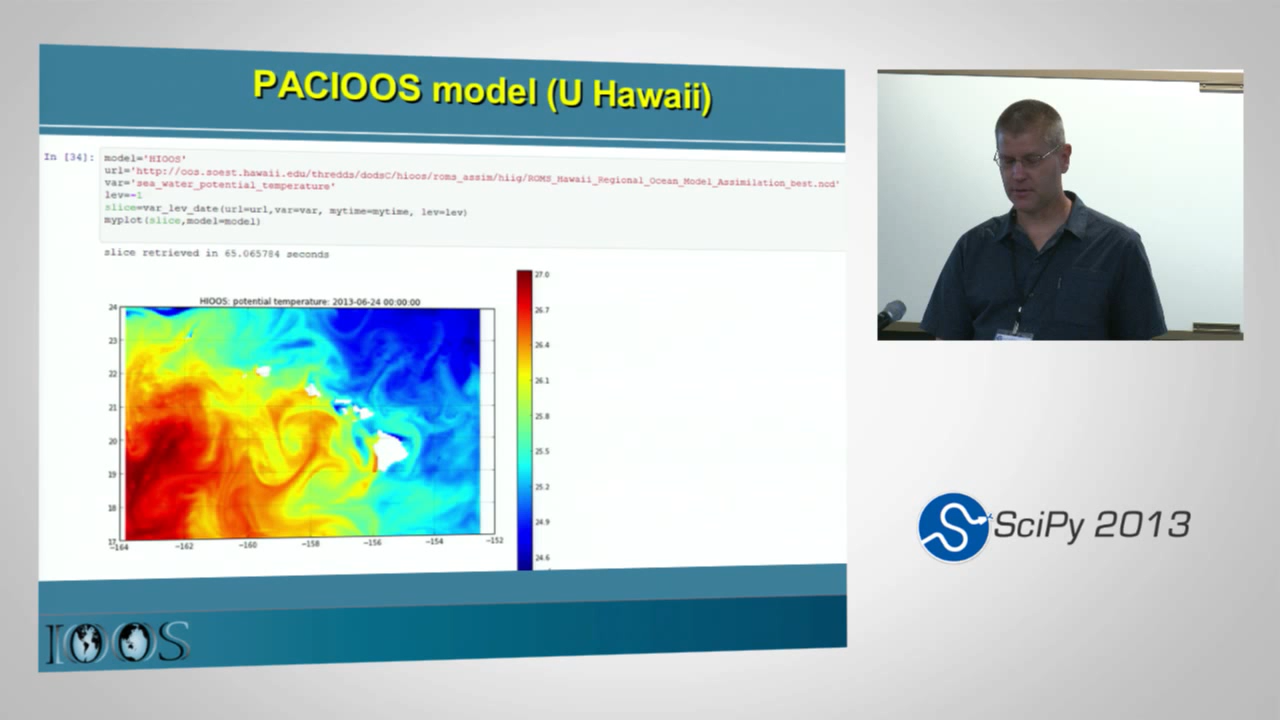 PACIOOS model (U Hawaii)
In [34]:
model='HIOOS'
url='http://oos.soest.hawaii.edu/thredds/dodsC/hioos/roms_assim/hiig/ROMS_Hawaii_Regional_Ocean_Model_Assimilation_best.ncd'
var='sea_water_potential_temperature'
lev=-1
slice=var_lev_date(url=url,var=var, mytime=mytime, lev=lev)
myplot(slice,model=model)
slice retrieved in 65.065784 seconds
HIOOS: potential temperature: 2013-06-24 00:00:00
24
23
22
21
20
19
18
17
-164 -162 -160 -158 -156 -154 -152
27.0
26.7
26.4
26.1
25.8
25.5
25.2
24.9
24.6
IOOS
SciPy 2013